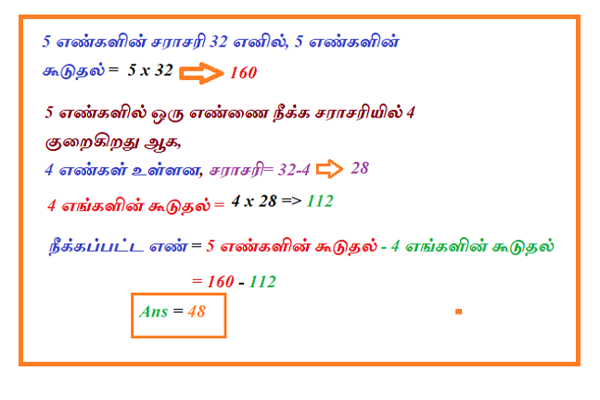 5 எண்களின் சராசரி 32 எனில், 5 எண்களின்
கூடுதல் = 5 x 32 160
5 எண்களில் ஒரு எண்ணை நீக்க சராசரியில் 4
குறைகிறது ஆக,
4 எண்கள் உள்ளன, சராசரி= 32-4 28
4 எங்களின் கூடுதல் = 4 x 28 => 112
நீக்கப்பட்ட எண் = 5 எண்களின் கூடுதல் - 4 எங்களின் கூடுதல்
= 160 - 112
Ans = 48